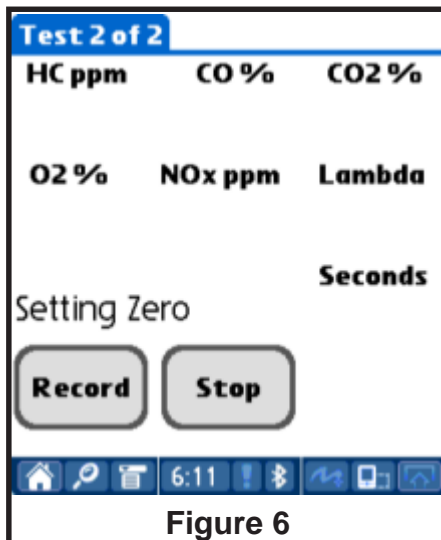 Test 2 of 2
HC ppm CO % CO2 %
O2 % NOx ppm Lambda
Seconds
Setting Zero
Record Stop
6:11
Figure 6